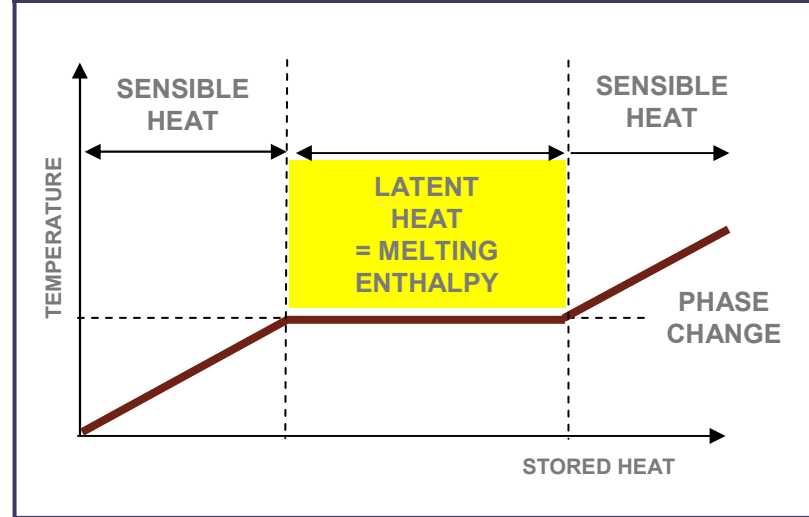 SENSIBLE
HEAT
SENSIBLE
HEAT
LATENT
HEAT
= MELTING
ENTHALPY
TEMPERATURE
PHASE
CHANGE
STORED HEAT